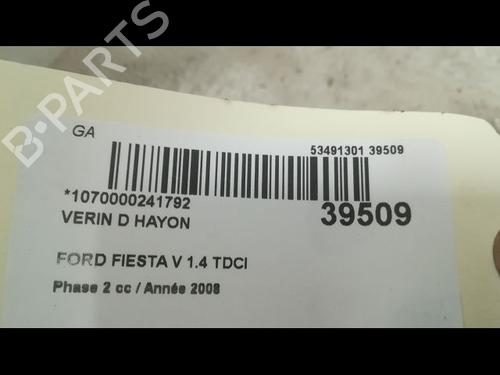 GA
53491301 39509
*1070000241792
39509
VERIN D HAYON
FORD FIESTA V 1.4 TDCI
Phase 2 cc / Année 2008
B-PARTS